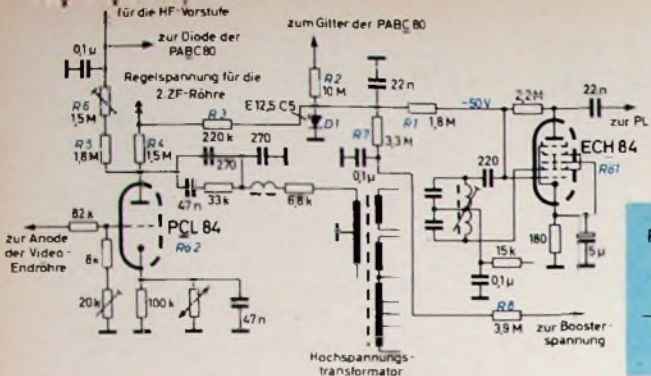 für die HF-Vorstufe
zur Diode der
PABC80
0,1µ
R6
1,5M
R5
1,8M
Regelspannung für die
2.ZF-Röhre
R4
1,5M
R3
220k
270
270
47n
33k
6,8k
zum Gitter der PABC 80
R2
10 M
E 12,5 C5
D1
22n
R7
3,3M
0,1µ
R1
1,8M
-50V
2,2M
22n
zur PL
ECH 84
Rö1
220
180
5µ
15k
0,1µ
R8
3,9M
zur Booster-
spannung
PCL 84
Rö2
82k
zur Anode
der Video-
Endröhre
20k
100k
47n
Hochspannungs-
transformator